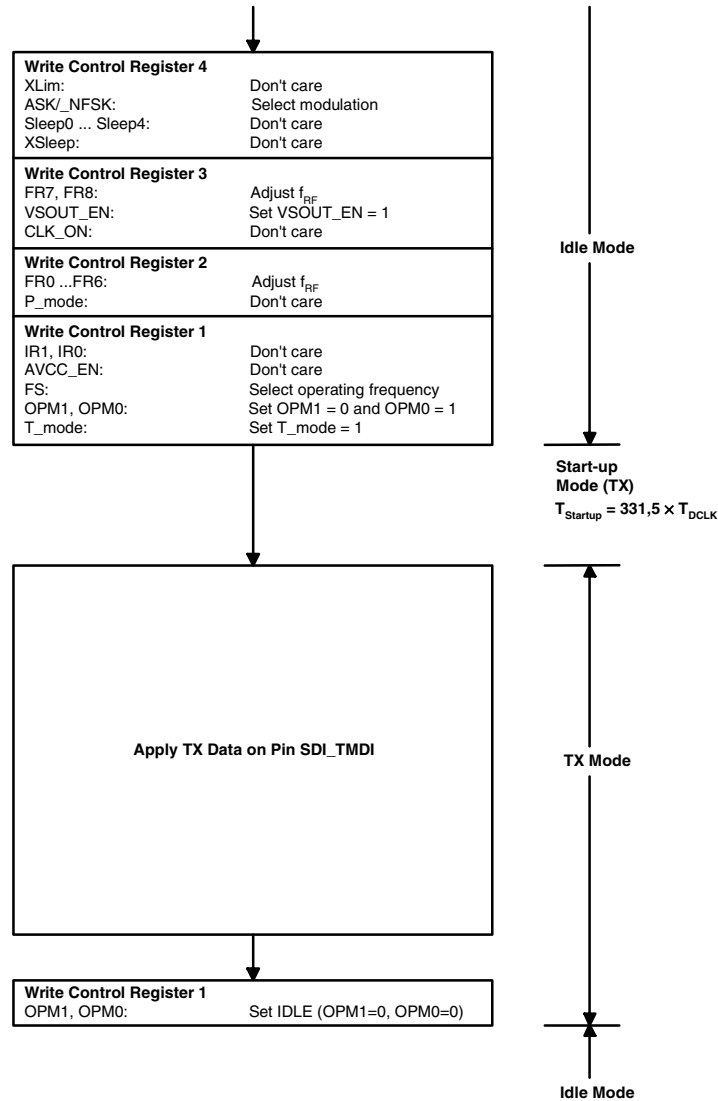 Write Control Register 4
XLim: Don't care
ASK/_NFSK: Select modulation
Sleep0 ... Sleep4: Don't care
XSleep: Don't care
Write Control Register 3
FR7, FR8: Adjust fRF
VSOUT_EN: Set VSOUT_EN = 1
CLK_ON: Don't care
Write Control Register 2
FR0 ...FR6: Adjust fRF
P_mode: Don't care
Write Control Register 1
IR1, IR0: Don't care
AVCC_EN: Don't care
FS: Select operating frequency
OPM1, OPM0: Set OPM1 = 0 and OPM0 = 1
T_mode: Set T_mode = 1
Idle Mode
Start-up
Mode (TX)
TStartup = 331,5 × TDCLK
Apply TX Data on Pin SDI_TMDI
TX Mode
Write Control Register 1
OPM1, OPM0: Set IDLE (OPM1=0, OPM0=0)
Idle Mode